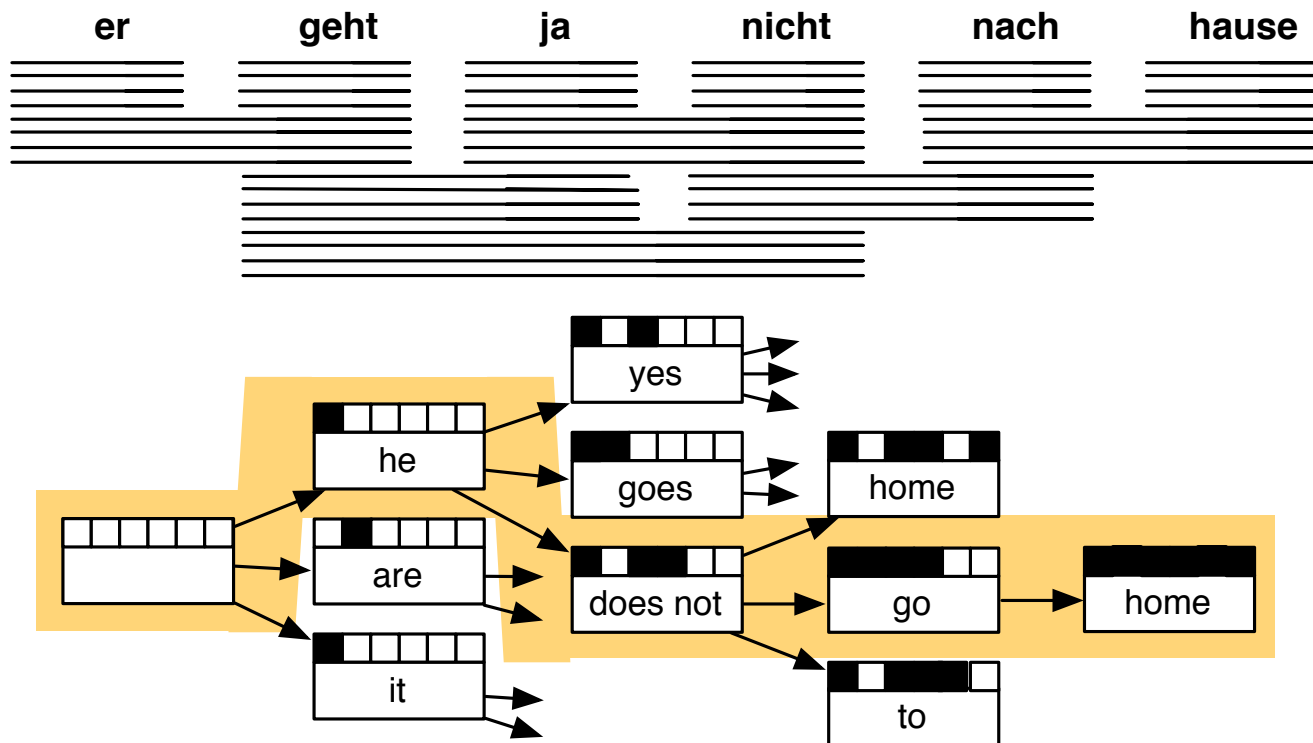 er geht ja nicht nach hause
yes
he
goes
home
are
does not
go
home
it
to